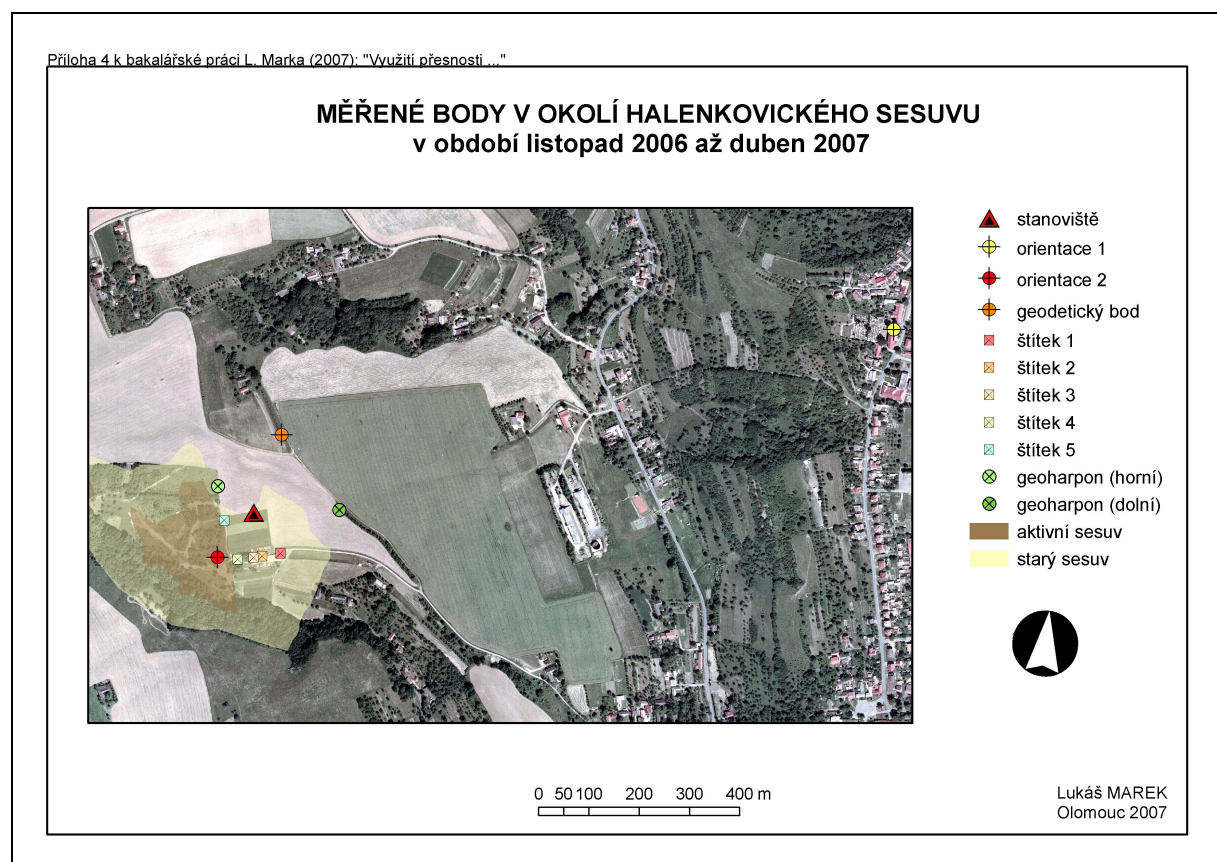 Příloha 4 k bakalářské práci L. Marka (2007): "Využití přesnosti ..."
MĚŘENÉ BODY V OKOLÍ HALENKOVICKÉHO SESUVU
v období listopad 2006 až duben 2007
stanoviště
orientace 1
orientace 2
geodetický bod
štítek 1
štítek 2
štítek 3
štítek 4
štítek 5
geoharpon (horní)
geoharpon (dolní)
aktivní sesuv
starý sesuv
0 50 100 200 300 400 m
Lukáš MAREK
Olomouc 2007